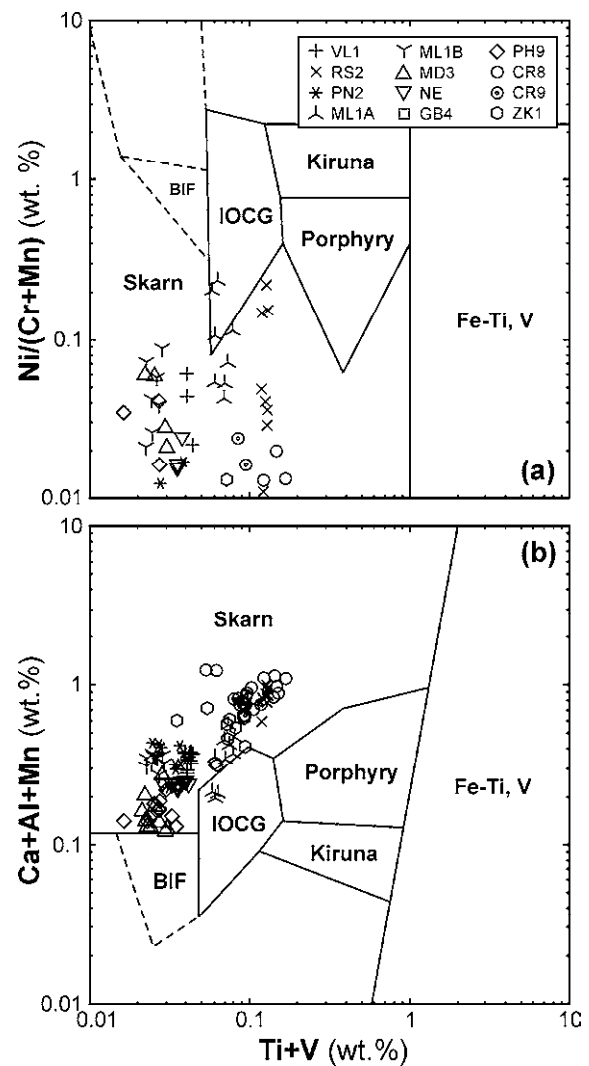 10
VL1 ML1B PH9
RS2 MD3 CR8
PN2 NE CR9
ML1A GB4 ZK1
Kiruna
1
BIF
IOCG
Porphyry
Skarn
Fe-Ti, V
0.1
0.01
Ni/(Cr+Mn) (wt. %)
(a)
10
(b)
Skarn
1
Porphyry
Fe-Ti, V
IOCG
Kiruna
0.1
BIF
0.01
Ca+Al+Mn (wt.%)
0.01 0.1 1 10
Ti+V (wt.%)